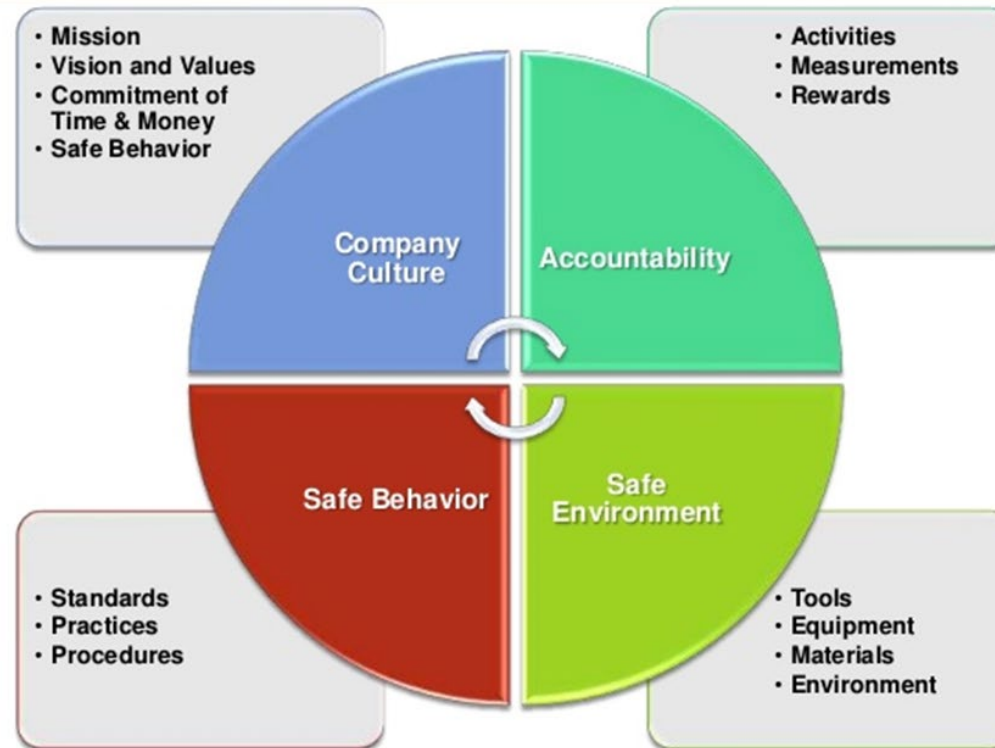 • Mission
• Vision and Values
• Commitment of
Time & Money
• Safe Behavior
• Activities
• Measurements
• Rewards
Company
Culture
Accountability
Safe Behavior
Safe
Environment
• Standards
• Practices
• Procedures
• Tools
• Equipment
• Materials
• Environment